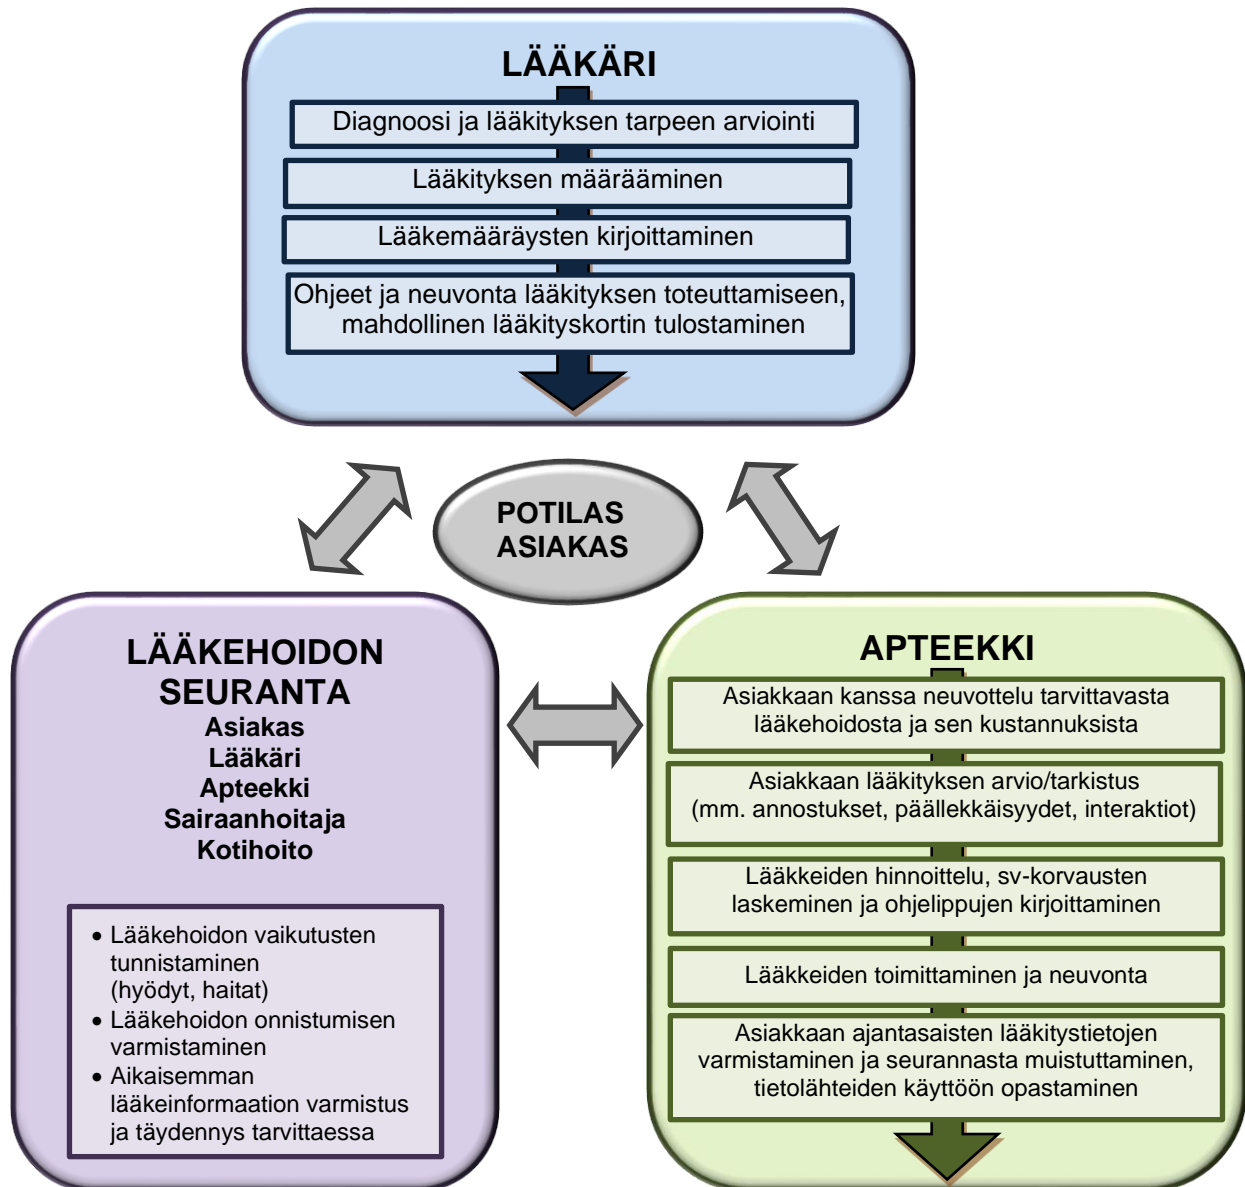 LÄÄKÄRI
Diagnoosi ja lääkityksen tarpeen arviointi
Lääkityksen määrääminen
Lääkemääräysten kirjoittaminen
Ohjeet ja neuvonta lääkityksen toteuttamiseen,
mahdollinen lääkityskortin tulostaminen
POTILAS
ASIAKAS
LÄÄKEHOIDON
SEURANTA
Asiakas
Lääkäri
Apteekki
Sairaanhoitaja
Kotihoito
• Lääkehoidon vaikutusten
tunnistaminen
(hyödyt, haitat)
• Lääkehoidon onnistumisen
varmistaminen
• Aikaisemman
lääkeinformaation varmistus
ja täydennys tarvittaessa
APTEEKKI
Asiakkaan kanssa neuvottelu tarvittavasta
lääkehoidosta ja sen kustannuksista
Asiakkaan lääkityksen arvio/tarkistus
(mm. annostukset, päällekkäisyydet, interaktiot)
Lääkkeiden hinnoittelu, sv-korvausten
laskeminen ja ohjelippujen kirjoittaminen
Lääkkeiden toimittaminen ja neuvonta
Asiakkaan ajantasaisten lääkitystietojen
varmistaminen ja seurannasta muistuttaminen,
tietolähteiden käyttöön opastaminen